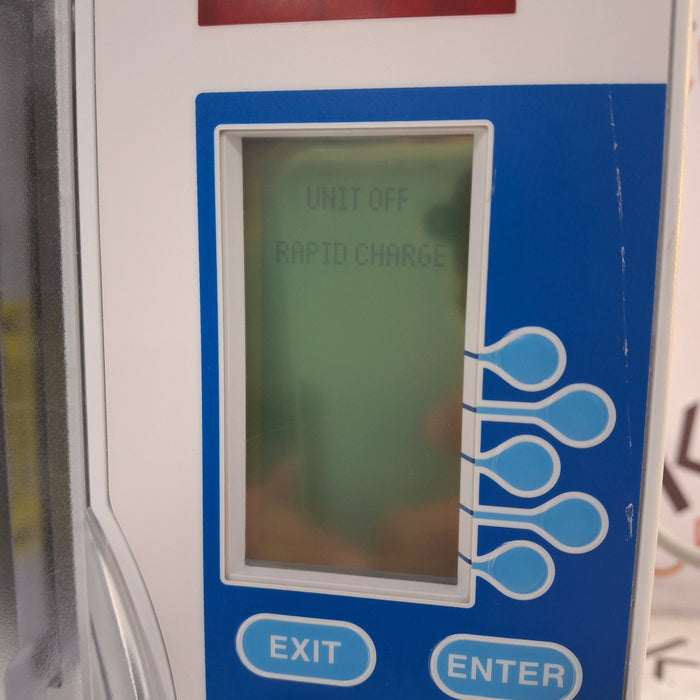 UNIT OFF
RAPID CHARGE
EXIT
ENTER